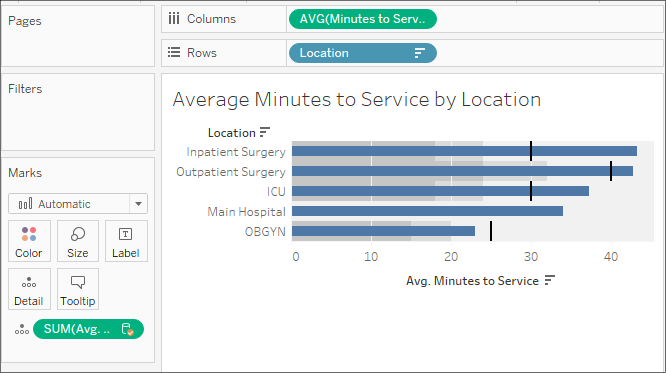 Pages
Columns
AVG(Minutes to Serv..
Rows
Location
Filters
Marks
Automatic
Color
Size
Label
Detail
Tooltip
SUM(Avg. ..
Average Minutes to Service by Location
Location
Inpatient Surgery
Outpatient Surgery
ICU
Main Hospital
OBGYN
0 10 20 30 40
Avg. Minutes to Service